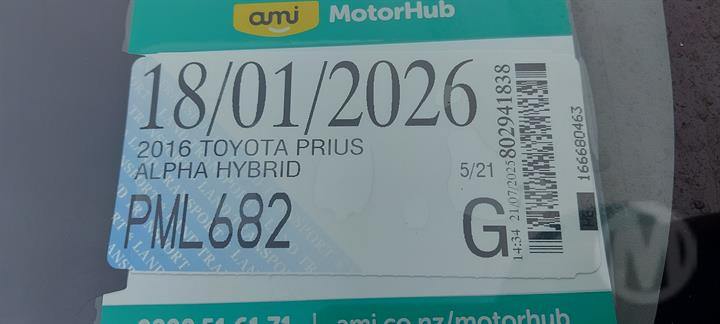 ami MotorHub
18/01/2026
2016 TOYOTA PRIUS
ALPHA HYBRID
5/21
PML682
G
14:34 21/07/2025
802941838
166680463
ami.co.nz/motorhub